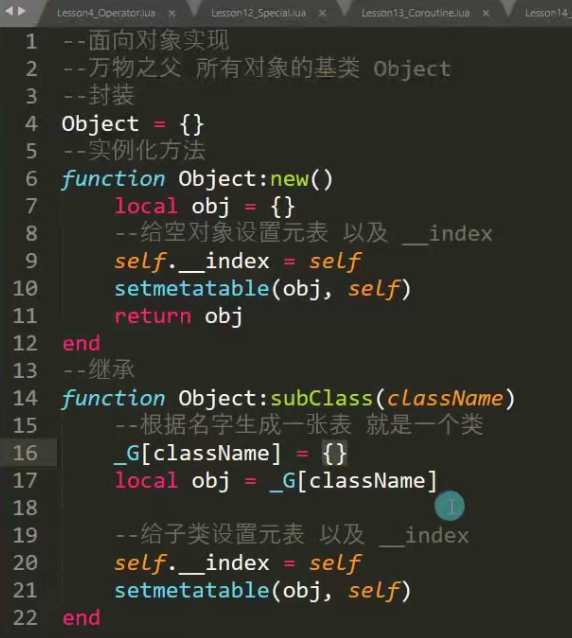 Lesson4_Operator.lua × Lesson12_Special.lua × Lesson13_Coroutine.lua × Lesson14_
1 --面向对象实现
2 --万物之父 所有对象的基类 Object
3 --封装
4 Object = {}
5 --实例化方法
6 function Object:new()
7 local obj = {}
8 --给空对象设置元表 以及 __index
9 self.__index = self
10 setmetatable(obj, self)
11 return obj
12 end
13 --继承
14 function Object:subClass(className)
15 --根据名字生成一张表 就是一个类
16 _G[className] = {}
17 local obj = _G[className]
18
19 --给子类设置元表 以及 __index
20 self.__index = self
21 setmetatable(obj, self)
22 end